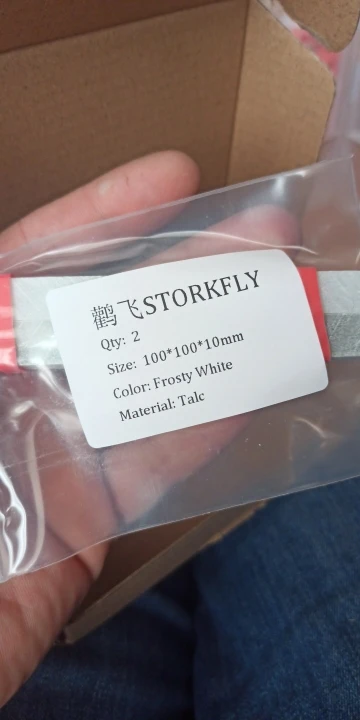 鹳飞STORKFLY
Qty: 2
Size: 100*100*10mm
Color: Frosty White
Material: Talc